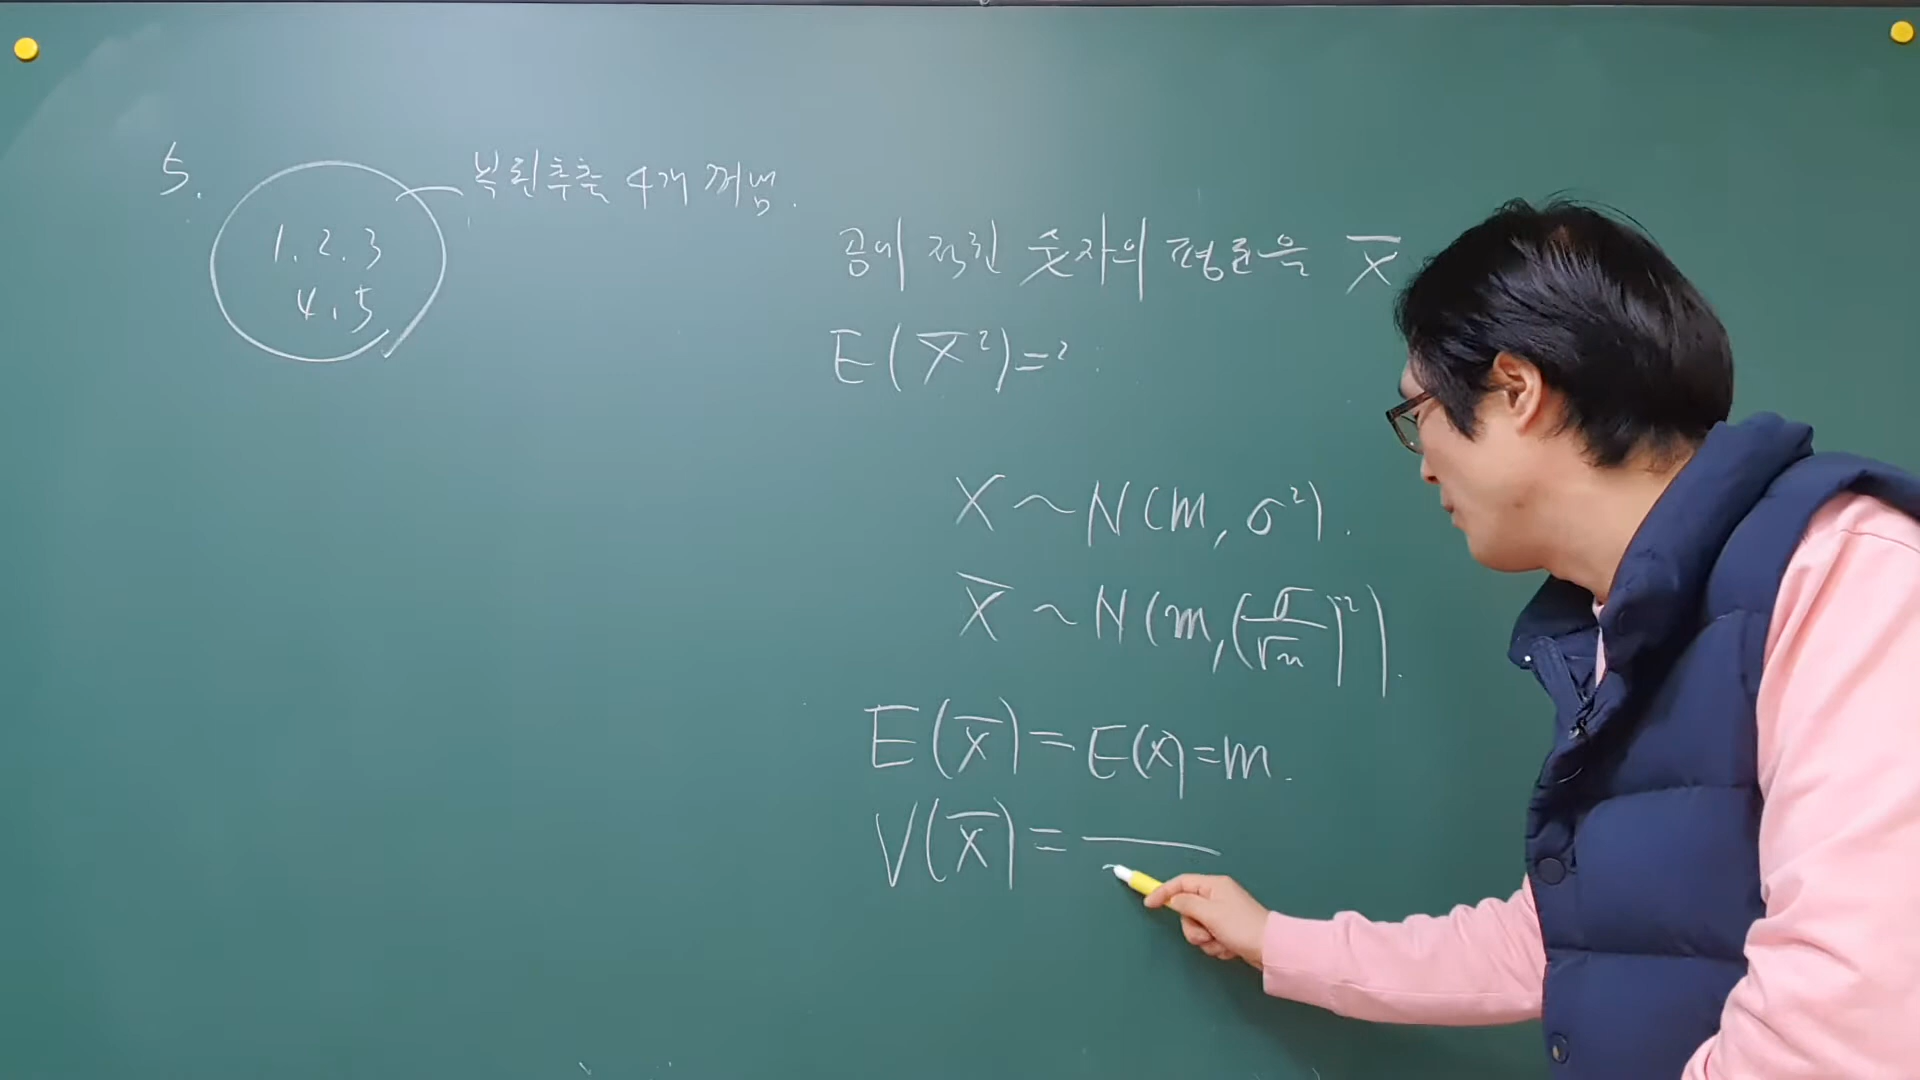 5.
1. 2. 3
4. 5
복원추출 4개 꺼냄.
공에 적힌 숫자의 평균을 X̄
E(X̄²)=?
X ~ N(m, σ²).
X̄ ~ N(m, (σ/√n)²).
E(X̄)=E(X)=m.
V(X̄)=